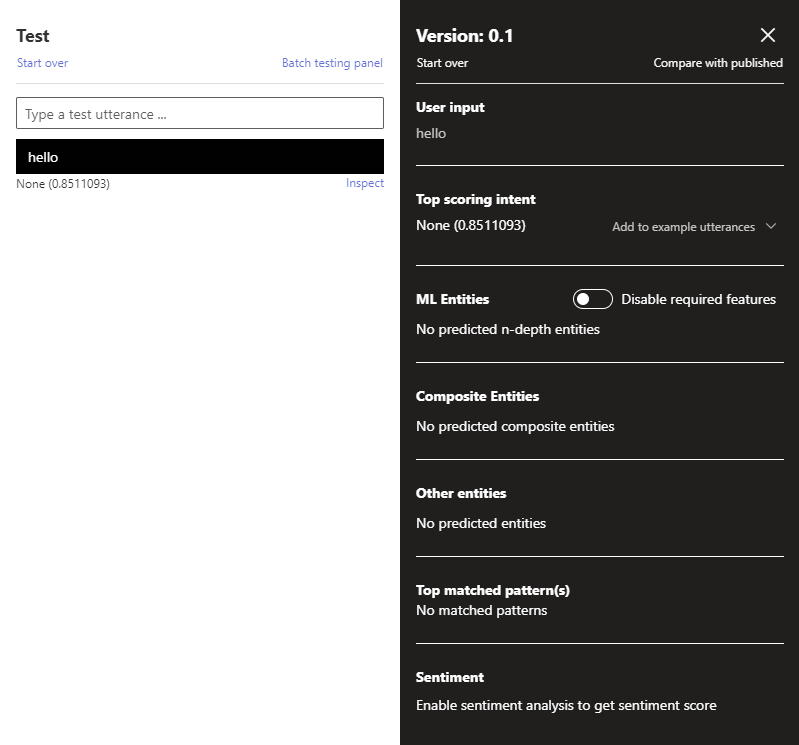 Test
Start over
Batch testing panel
Type a test utterance ...
hello
None (0.8511093)
Inspect
Version: 0.1
Start over
Compare with published
User input
hello
Top scoring intent
None (0.8511093)
Add to example utterances
ML Entities
Disable required features
No predicted n-depth entities
Composite Entities
No predicted composite entities
Other entities
No predicted entities
Top matched pattern(s)
No matched patterns
Sentiment
Enable sentiment analysis to get sentiment score